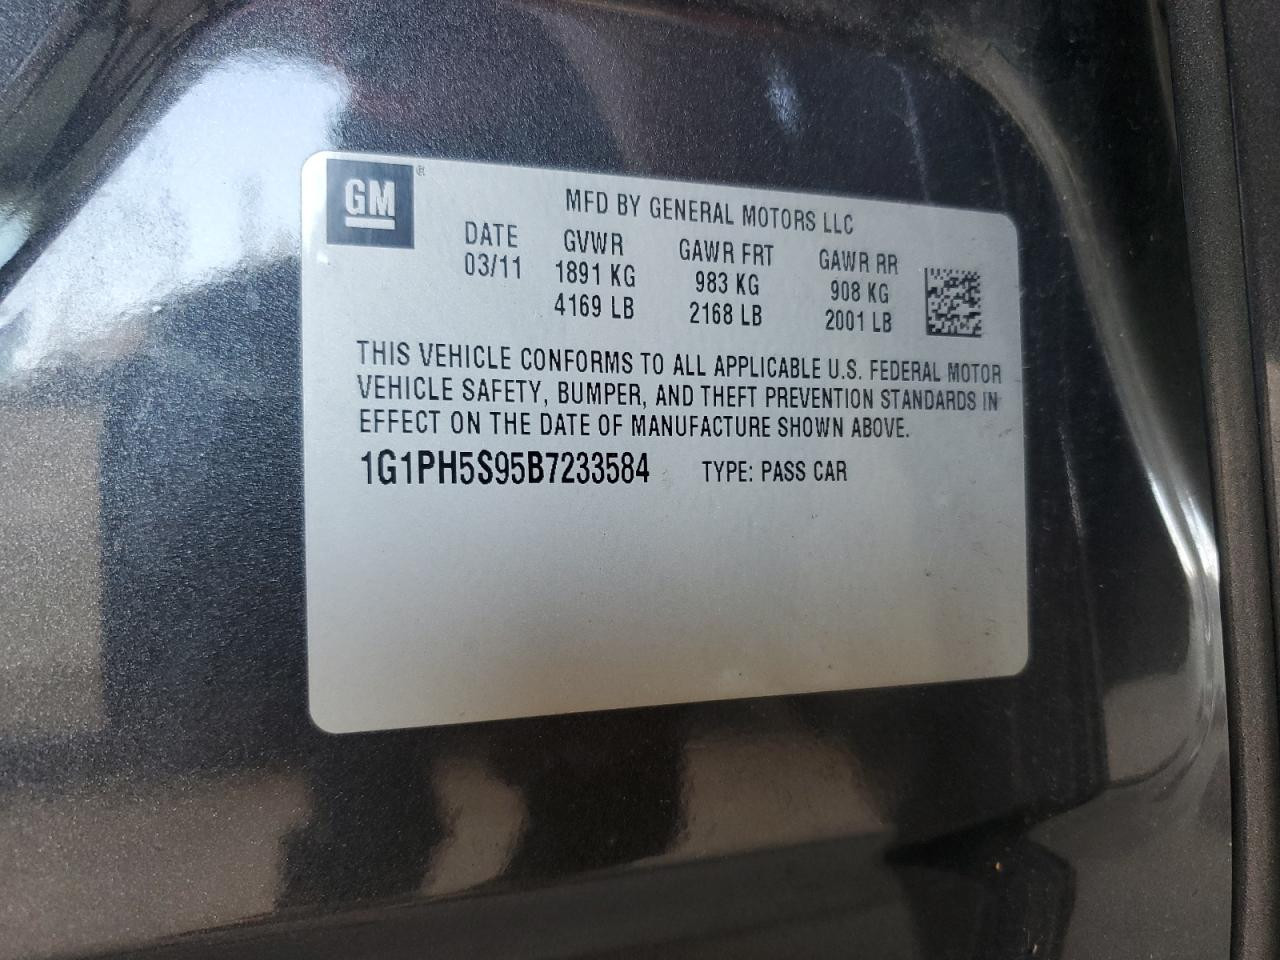 GM®
MFD BY GENERAL MOTORS LLC
DATE GVWR GAWR FRT GAWR RR
03/11 1891 KG 983 KG 908 KG
4169 LB 2168 LB 2001 LB
THIS VEHICLE CONFORMS TO ALL APPLICABLE U.S. FEDERAL MOTOR
VEHICLE SAFETY, BUMPER, AND THEFT PREVENTION STANDARDS IN
EFFECT ON THE DATE OF MANUFACTURE SHOWN ABOVE.
1G1PH5S95B7233584 TYPE: PASS CAR